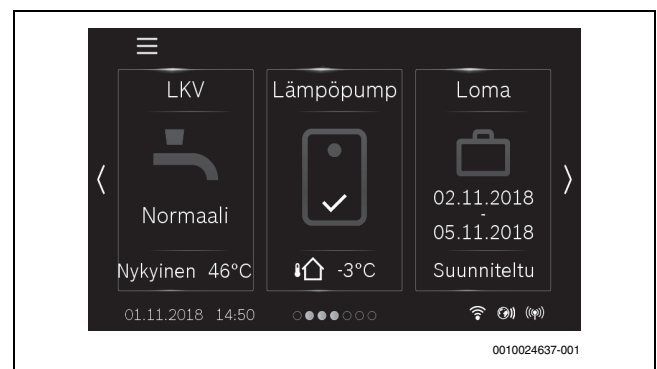 LKV
Normaali
Nykyinen 46°C
Lämpöpump
-3°C
Loma
02.11.2018
-
05.11.2018
Suunniteltu
01.11.2018 14:50
0010024637-001